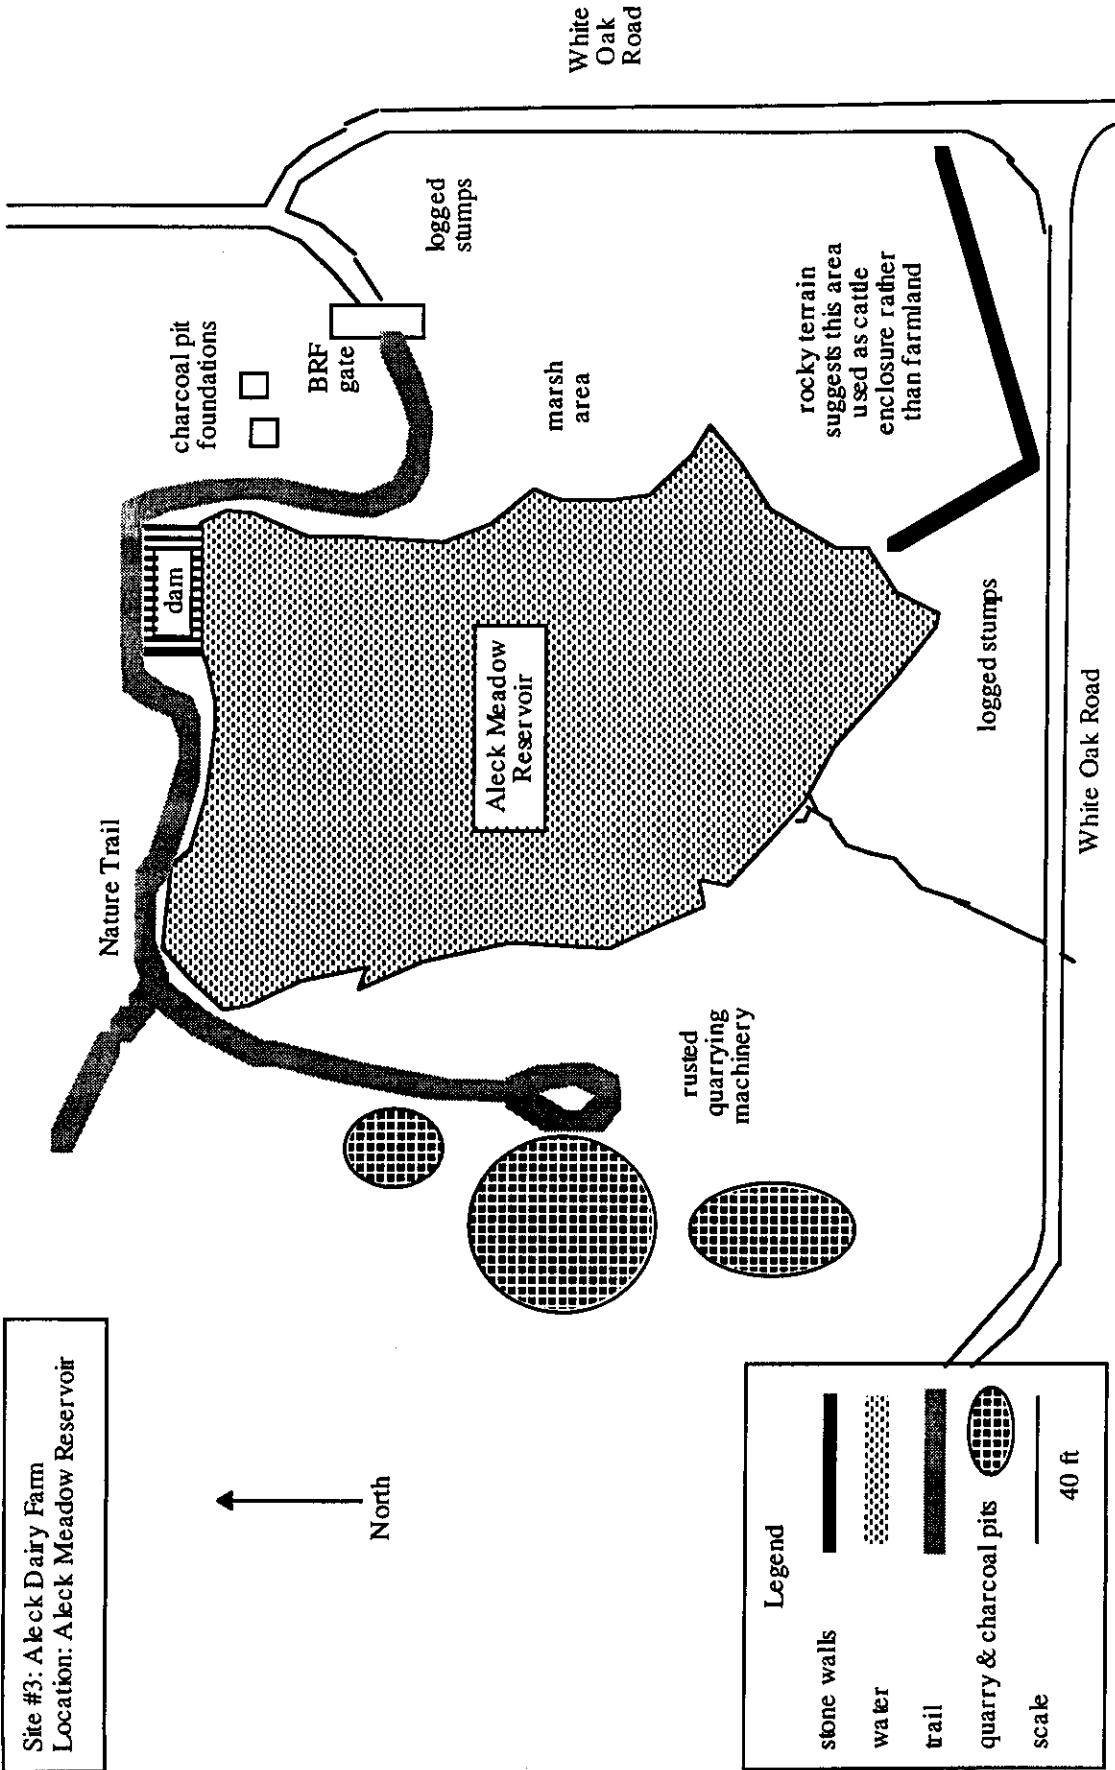 Site #3: Aleck Dairy Farm
Location: Aleck Meadow Reservoir
North
Legend
stone walls
water
trail
quarry & charcoal pits
scale
40 ft
Nature Trail
dam
charcoal pit
foundations
BRF
gate
logged
stumps
White
Oak
Road
marsh
area
Aleck Meadow
Reservoir
rusted
quarrying
machinery
rocky terrain
suggests this area
used as cattle
enclosure rather
than farmland
logged stumps
White Oak Road